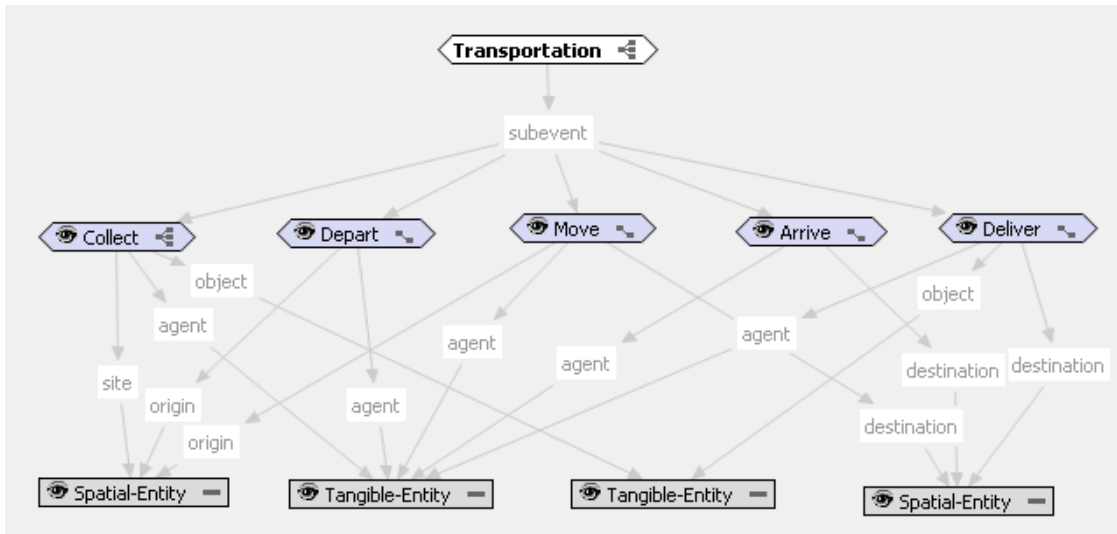 Transportation
subevent
Collect
Depart
Move
Arrive
Deliver
object
object
agent
agent
agent
agent
destination
destination
site
origin
agent
destination
origin
Spatial-Entity
Tangible-Entity
Tangible-Entity
Spatial-Entity